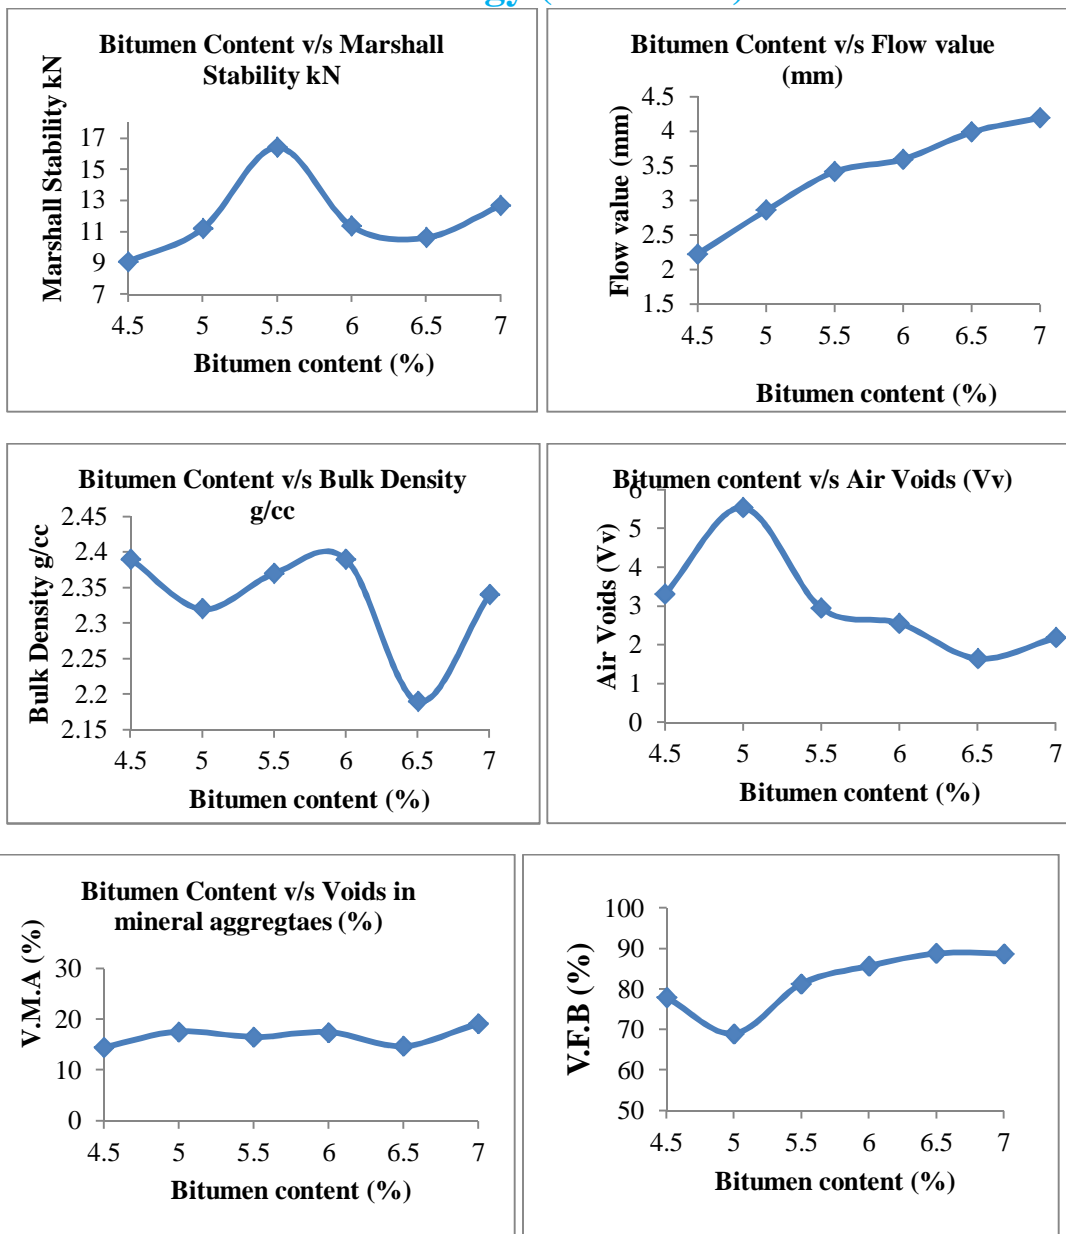 Bitumen Content v/s Marshall
Stability kN
Marshall Stability kN
17
15
13
11
9
7
4.5 5 5.5 6 6.5 7
Bitumen content (%)
Bitumen Content v/s Flow value
(mm)
Flow value (mm)
4.5
4
3.5
3
2.5
2
1.5
4.5 5 5.5 6 6.5 7
Bitumen content (%)
Bitumen Content v/s Bulk Density
g/cc
Bulk Density g/cc
2.45
2.4
2.35
2.3
2.25
2.2
2.15
4.5 5 5.5 6 6.5 7
Bitumen content (%)
Bitumen content v/s Air Voids (Vv)
Air Voids (Vv)
6
5
4
3
2
1
0
4.5 5 5.5 6 6.5 7
Bitumen content (%)
Bitumen Content v/s Voids in
mineral aggregtaes (%)
V.M.A (%)
30
20
10
0
4.5 5 5.5 6 6.5 7
Bitumen content (%)
V.F.B (%)
100
90
80
70
60
50
4.5 5 5.5 6 6.5 7
Bitumen content (%)